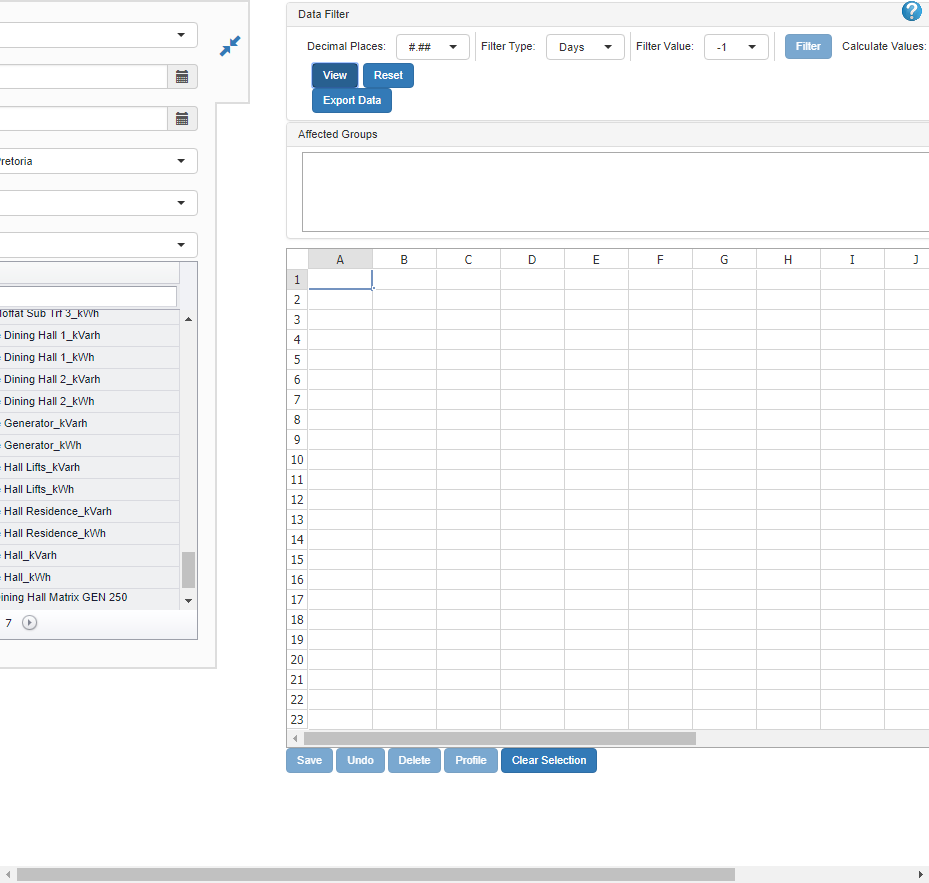 Data Filter
?
Decimal Places: #.## Filter Type: Days Filter Value: -1 Filter Calculate Values:
View Reset
Export Data
Affected Groups
retoria
offat Sub Trf 3_kWh
Dining Hall 1_kVarh
Dining Hall 1_kWh
Dining Hall 2_kVarh
Dining Hall 2_kWh
Generator_kVarh
Generator_kWh
Hall Lifts_kVarh
Hall Lifts_kWh
Hall Residence_kVarh
Hall Residence_kWh
Hall_kVarh
Hall_kWh
ining Hall Matrix GEN 250
7
A B C D E F G H I J
1
2
3
4
5
6
7
8
9
10
11
12
13
14
15
16
17
18
19
20
21
22
23
Save Undo Delete Profile Clear Selection